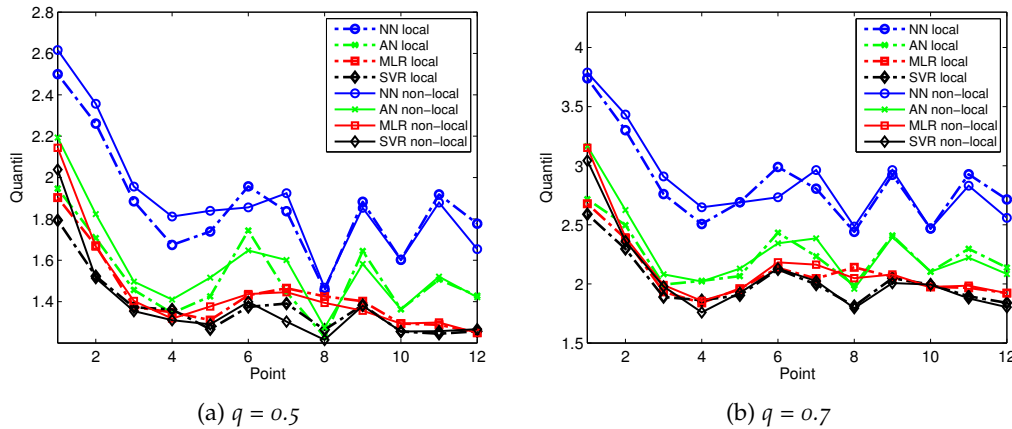 2.8
2.6
2.4
2.2
2
1.8
1.6
1.4
Quantil
2 4 6 8 10 12
Point
NN local
AN local
MLR local
SVR local
NN non−local
AN non−local
MLR non−local
SVR non−local
(a) q = 0.5
4
3.5
3
2.5
2
1.5
Quantil
2 4 6 8 10 12
Point
NN local
AN local
MLR local
SVR local
NN non−local
AN non−local
MLR non−local
SVR non−local
(b) q = 0.7